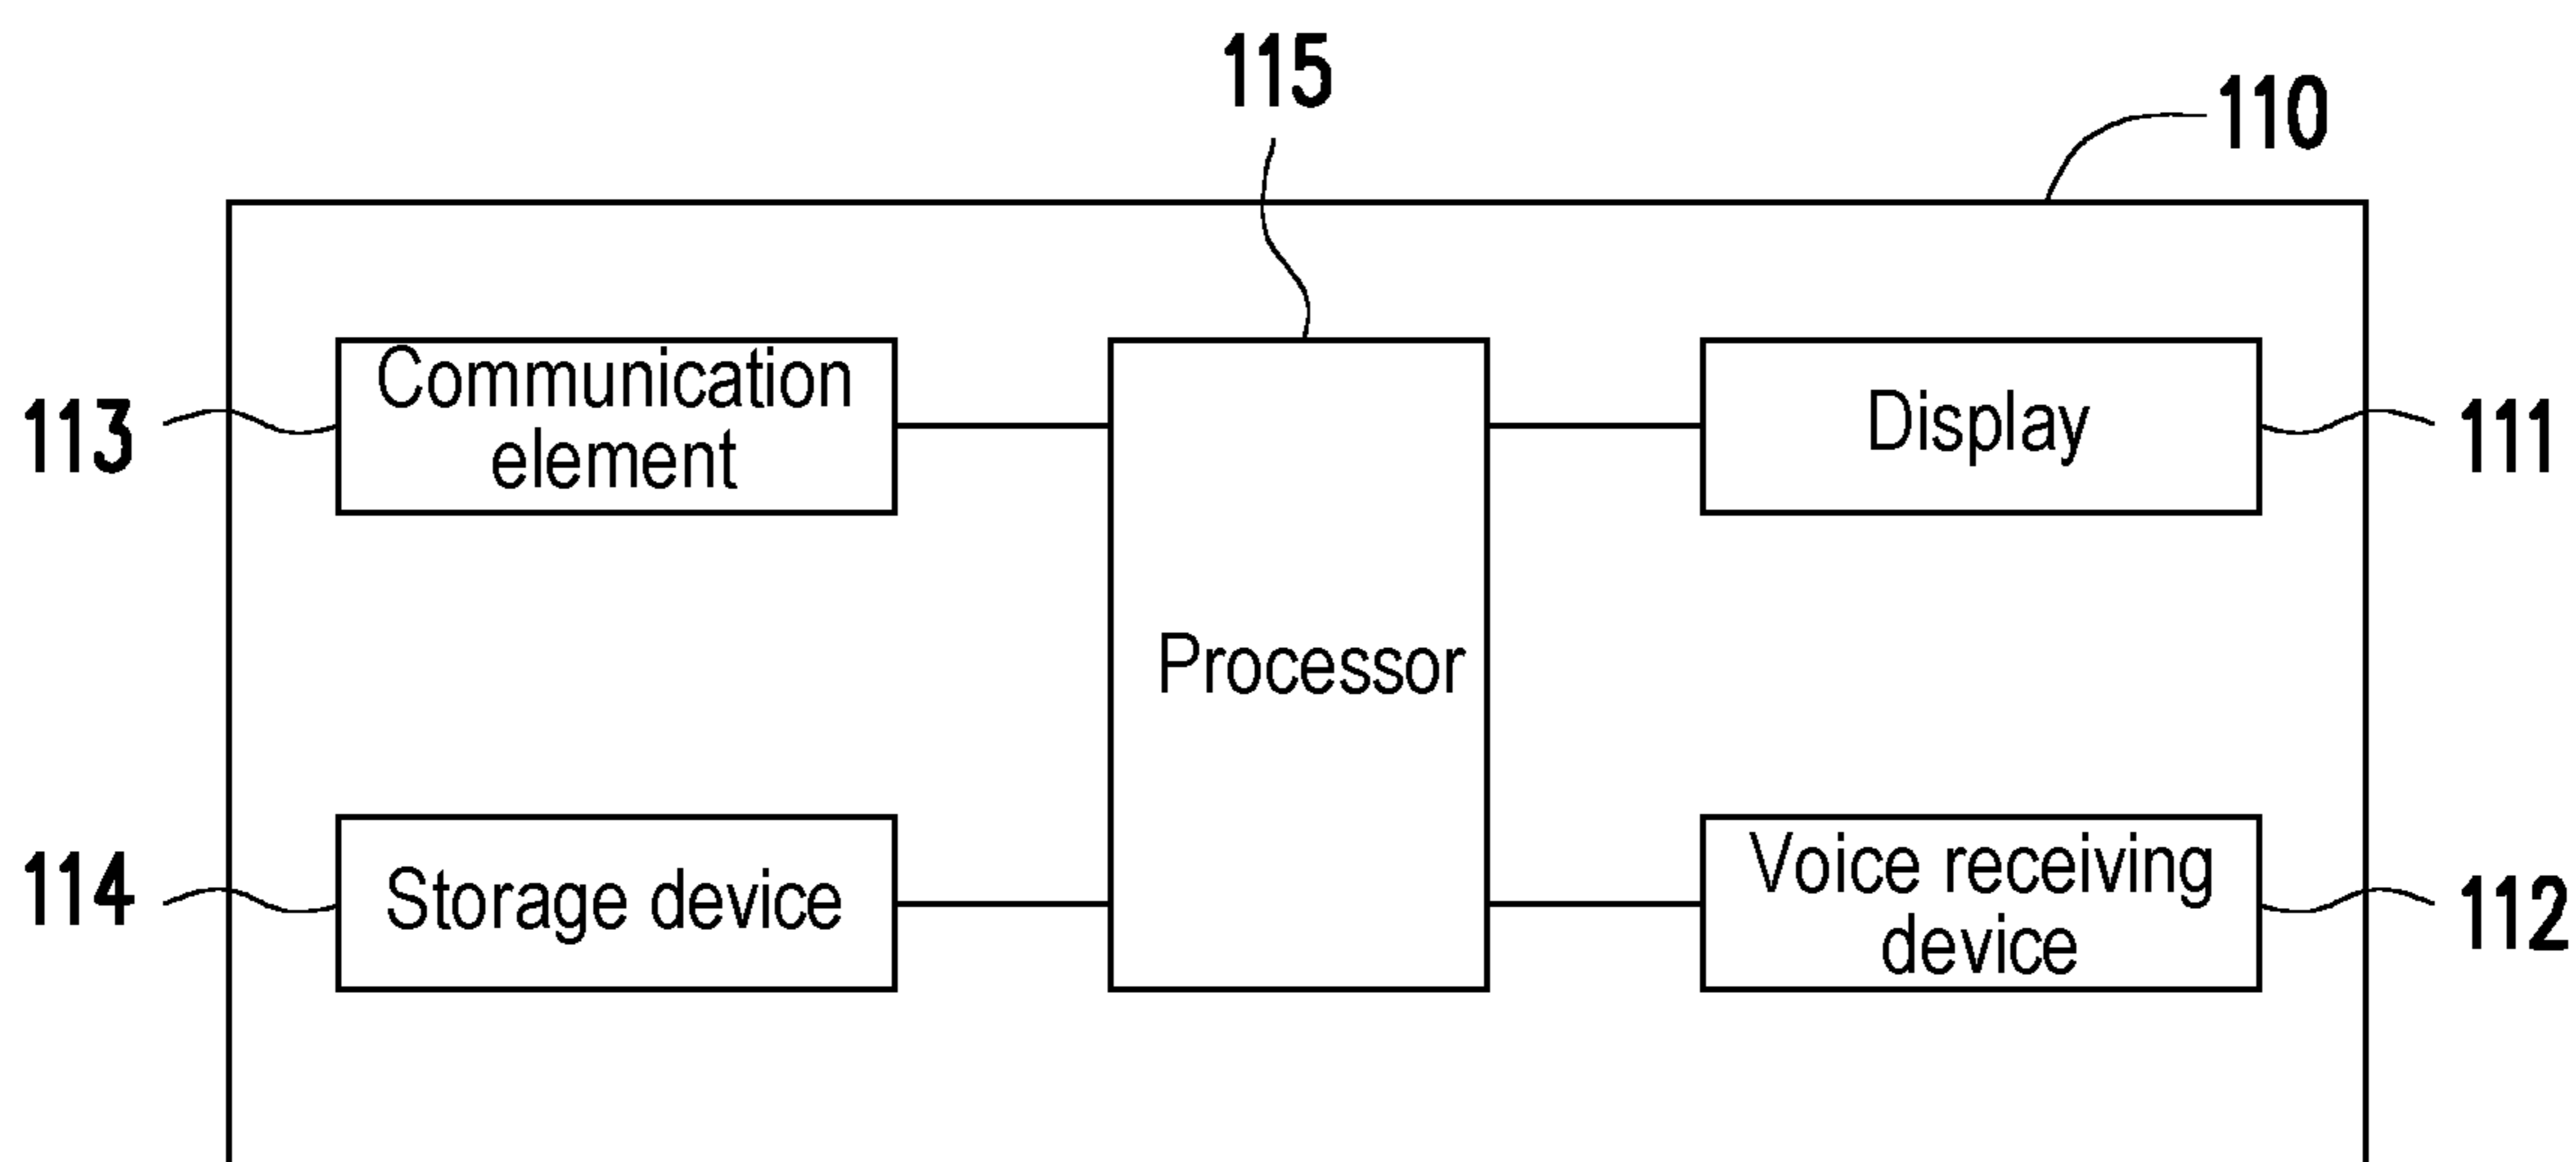 115
110
113
Communication
element
Display
111
Processor
114
Storage device
Voice receiving
device
112